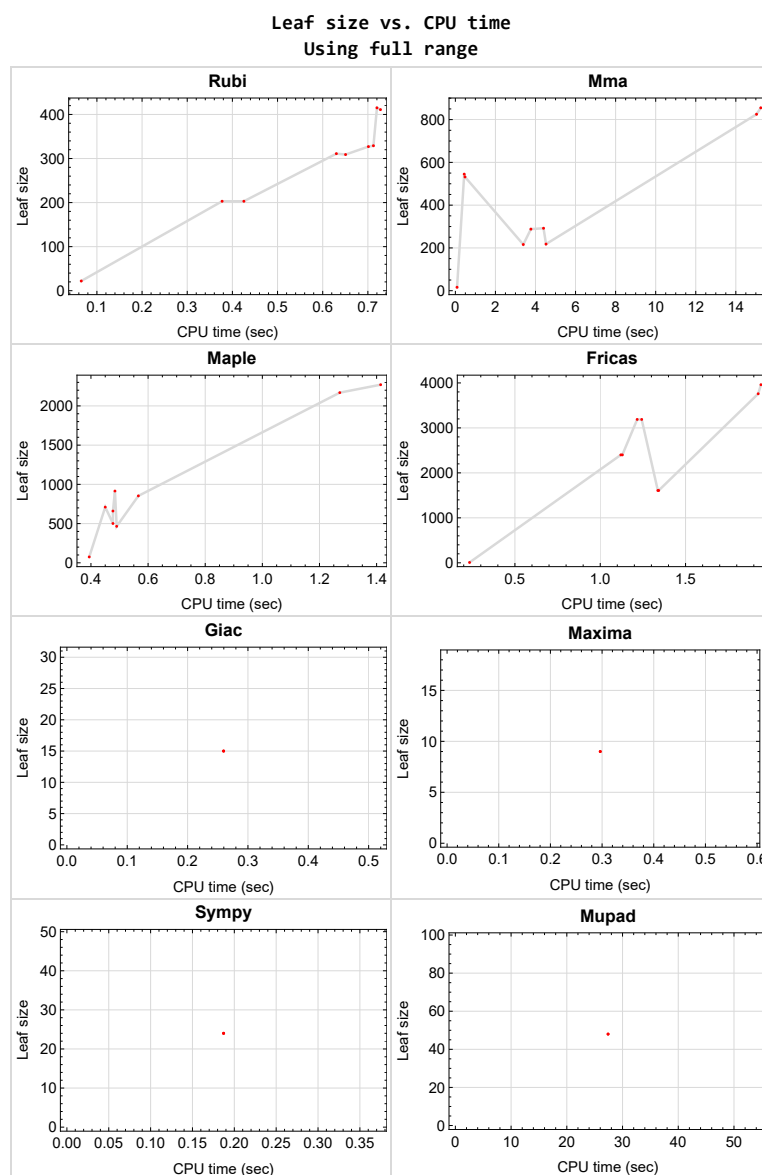 Leaf size vs. CPU time
Using full range
Rubi
Leaf size
400
300
200
100
0
0.1 0.2 0.3 0.4 0.5 0.6 0.7
CPU time (sec)
Mma
Leaf size
800
600
400
200
0
0 2 4 6 8 10 12 14
CPU time (sec)
Maple
Leaf size
2000
1500
1000
500
0
0.4 0.6 0.8 1.0 1.2 1.4
CPU time (sec)
Fricas
Leaf size
4000
3000
2000
1000
0
0.5 1.0 1.5
CPU time (sec)
Giac
Leaf size
30
25
20
15
10
5
0
0.0 0.1 0.2 0.3 0.4 0.5
CPU time (sec)
Maxima
Leaf size
15
10
5
0
0.0 0.1 0.2 0.3 0.4 0.5 0.6
CPU time (sec)
Sympy
Leaf size
50
40
30
20
10
0
0.00 0.05 0.10 0.15 0.20 0.25 0.30 0.35
CPU time (sec)
Mupad
Leaf size
100
80
60
40
20
0
0 10 20 30 40 50
CPU time (sec)